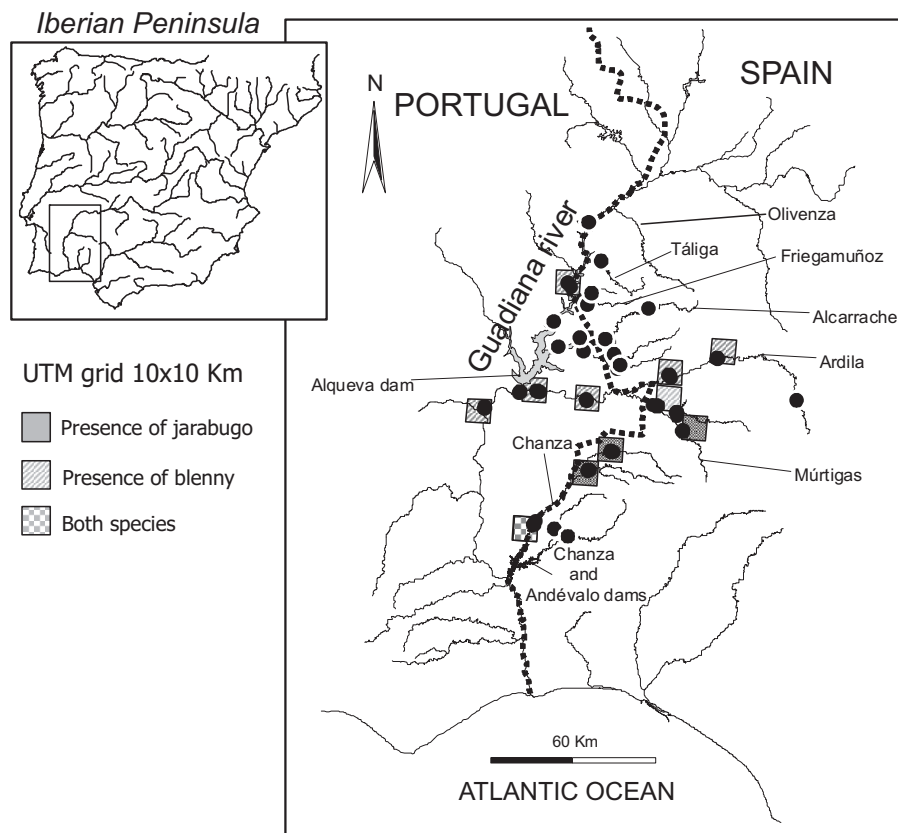 Iberian Peninsula
N
PORTUGAL
SPAIN
Guadiana river
Olivenza
Táliga
Friegamuñoz
Alcarrache
Ardila
Alqueva dam
Chanza
Múrtigas
Chanza
and
Andévalo dams
60 Km
ATLANTIC OCEAN
UTM grid 10x10 Km
Presence of jarabugo
Presence of blenny
Both species